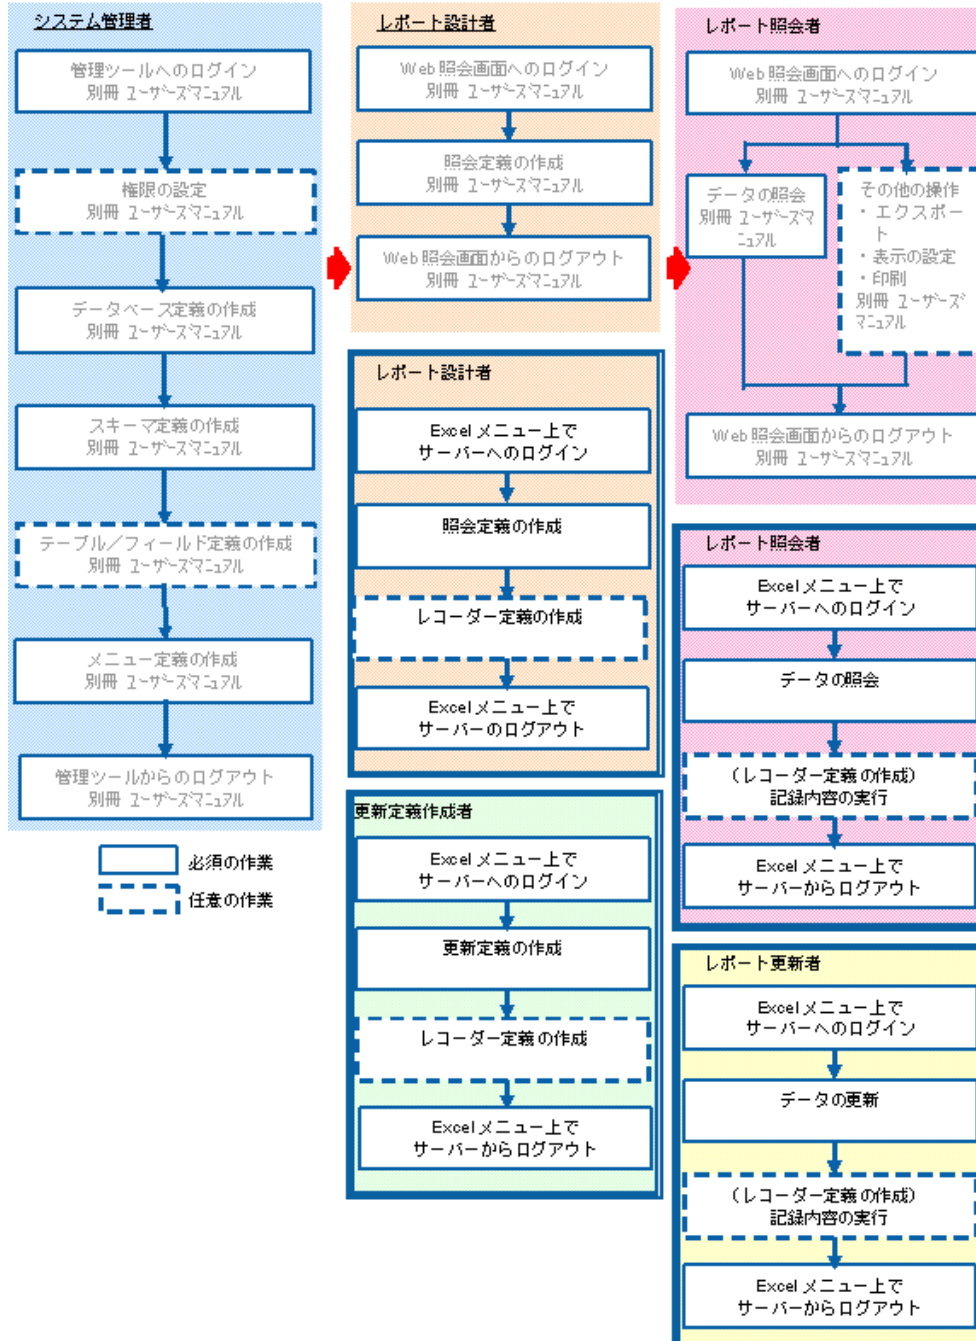 システム管理者
管理ツールへのログイン
別冊 ユーザーズマニュアル
権限の設定
別冊 ユーザーズマニュアル
データベース定義の作成
別冊 ユーザーズマニュアル
スキーマ定義の作成
別冊 ユーザーズマニュアル
テーブル／フィールド定義の作成
別冊 ユーザーズマニュアル
メニュー定義の作成
別冊 ユーザーズマニュアル
管理ツールからのログアウト
別冊 ユーザーズマニュアル
必須の作業
任意の作業
レポート設計者
Web照会画面へのログイン
別冊 ユーザーズマニュアル
照会定義の作成
別冊 ユーザーズマニュアル
Web照会画面からのログアウト
別冊 ユーザーズマニュアル
レポート設計者
Excelメニュー上で
サーバーへのログイン
照会定義の作成
レコーダー定義の作成
Excelメニュー上で
サーバーのログアウト
更新定義作成者
Excelメニュー上で
サーバーへのログイン
更新定義の作成
レコーダー定義の作成
Excelメニュー上で
サーバーからログアウト
レポート照会者
Web照会画面へのログイン
別冊 ユーザーズマニュアル
データの照会
別冊 ユーザーズマ
ニュアル
その他の操作
・エクスポー
ト
・表示の設定
・印刷
別冊 ユーザーズ
マニュアル
Web照会画面からのログアウト
別冊 ユーザーズマニュアル
レポート照会者
Excelメニュー上で
サーバーへのログイン
データの照会
（レコーダー定義の作成）
記録内容の実行
Excelメニュー上で
サーバーからログアウト
レポート更新者
Excelメニュー上で
サーバーへのログイン
データの更新
（レコーダー定義の作成）
記録内容の実行
Excelメニュー上で
サーバーからログアウト